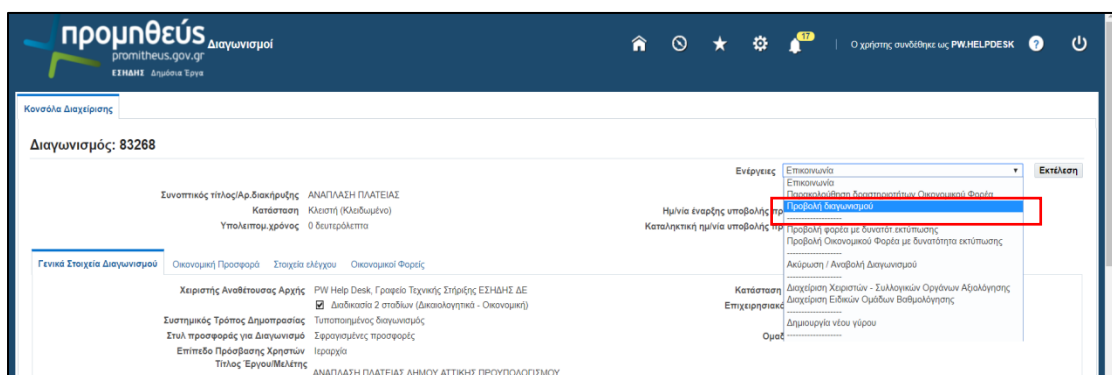 προμηθεύς Διαγωνισμοί
promitheus.gov.gr
ΕΣΗΔΗΣ Δημόσια Έργα
17
Ο χρήστης συνδέθηκε ως PW.HELPDESK ?
Κονσόλα Διαχείρισης
Διαγωνισμός: 83268
Ενέργειες Επικοινωνία Εκτέλεση
Επικοινωνία
Παρακολούθηση δραστηριοτήτων Οικονομικού Φορέα
Προβολή διαγωνισμού
-------------------
Προβολή φορέα με δυνατότ.εκτύπωσης
Προβολή Οικονομικού Φορέα με δυνατότητα εκτύπωσης
-------------------
Ακύρωση / Αναβολή Διαγωνισμού
-------------------
Διαχείριση Χειριστών - Συλλογικών Οργάνων Αξιολόγησης
Διαχείριση Ειδικών Ομάδων Βαθμολόγησης
-------------------
Δημιουργία νέου γύρου
-------------------
Συνοπτικός τίτλος/Αρ.διακήρυξης ΑΝΑΠΛΑΣΗ ΠΛΑΤΕΙΑΣ
Κατάσταση Κλειστή (Κλειδωμένο)
Ημ/νία έναρξης υποβολής
Υπολειπομ.χρόνος 0 δευτερόλεπτα
Καταληκτική ημ/νία υποβολής
Γενικά Στοιχεία Διαγωνισμού Οικονομική Προσφορά Στοιχεία ελέγχου Οικονομικοί Φορείς
Χειριστής Αναθέτουσας Αρχής PW Help Desk, Γραφείο Τεχνικής Στήριξης ΕΣΗΔΗΣ ΔΕ
Κατάσταση
Διαδικασία 2 σταδίων (Δικαιολογητικά - Οικονομική)
Συστημικός Τρόπος Δημοπρασίας Τυποποιημένος διαγωνισμός
Στυλ προσφοράς για Διαγωνισμό Σφραγισμένες προσφορές
Επίπεδο Πρόσβασης Χρηστών Ιεραρχία
Τίτλος Έργου/Μελέτης
ΑΝΑΠΛΑΣΗ ΠΛΑΤΕΙΑΣ ΔΗΜΟΥ ΑΤΤΙΚΗΣ ΠΡΟΥΠΟΛΟΓΙΣΜΟΥ